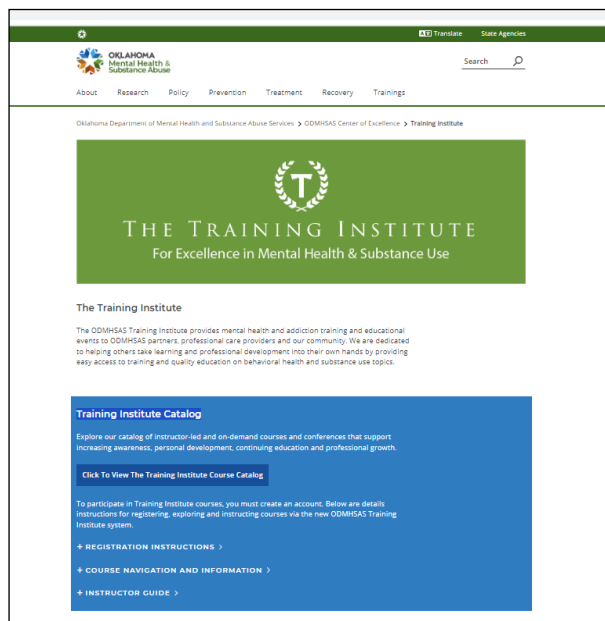 Translate State Agencies
OKLAHOMA
Mental Health &
Substance Abuse
Search
About Research Policy Prevention Treatment Recovery Trainings
Oklahoma Department of Mental Health and Substance Abuse Services > ODMHSAS Center of Excellence > Training Institute
T
THE TRAINING INSTITUTE
For Excellence in Mental Health & Substance Use
The Training Institute
The ODMHSAS Training Institute provides mental health and addiction training and educational
events to ODMHSAS partners, professional care providers and our community. We are dedicated
to helping others take learning and professional development into their own hands by providing
easy access to training and quality education on behavioral health and substance use topics.
Training Institute Catalog
Explore our catalog of instructor-led and on-demand courses and conferences that support
increasing awareness, personal development, continuing education and professional growth.
Click To View The Training Institute Course Catalog
To participate in Training Institute courses, you must create an account. Below are details
instructions for registering, exploring and instructing courses via the new ODMHSAS Training
Institute system.
+ REGISTRATION INSTRUCTIONS >
+ COURSE NAVIGATION AND INFORMATION >
+ INSTRUCTOR GUIDE >